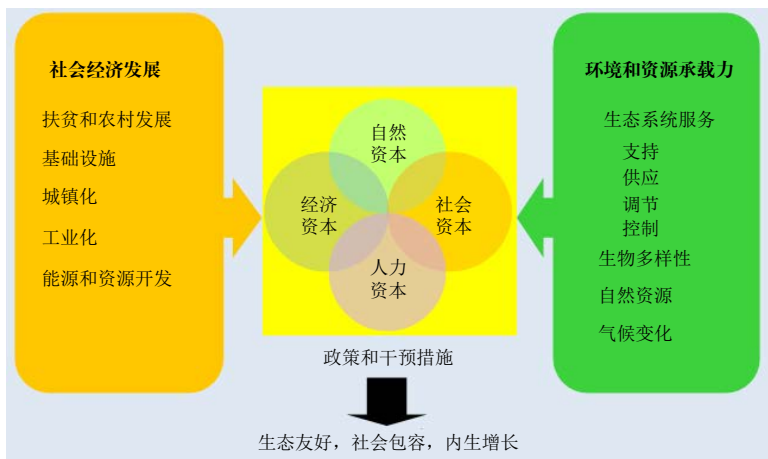 社会经济发展
扶贫和农村发展
基础设施
城镇化
工业化
能源和资源开发
自然
资本
经济
资本
社会
资本
人力
资本
政策和干预措施
生态友好，社会包容，内生增长
环境和资源承载力
生态系统服务
支持
供应
调节
控制
生物多样性
自然资源
气候变化